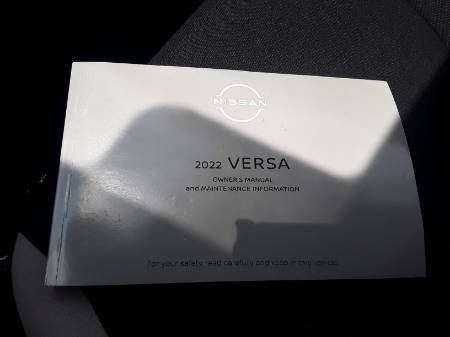 NISSAN
2022 VERSA
OWNER'S MANUAL
and MAINTENANCE INFORMATION
For your safety, read carefully and keep in this vehicle.